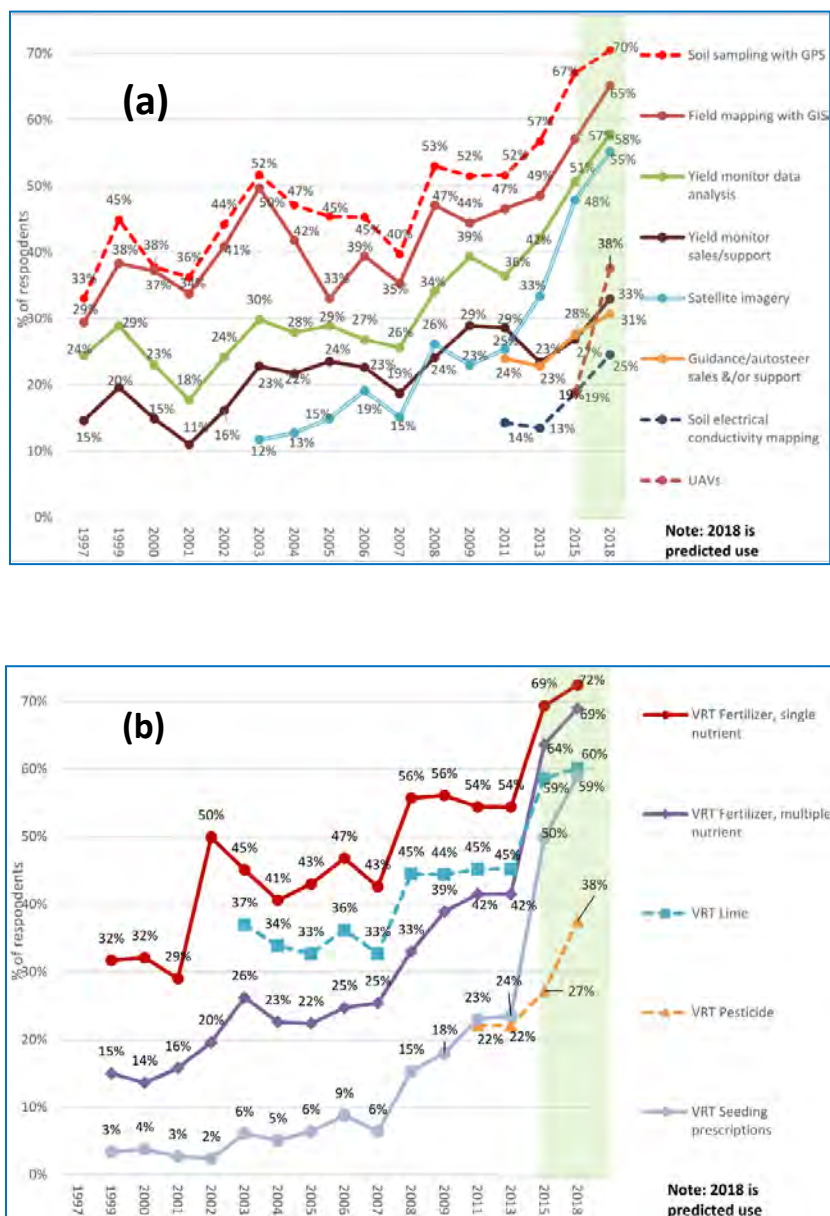 70%
60%
50%
40%
30%
20%
10%
0%
% of respondents
(a)
33% 45% 38% 36% 44% 52% 47% 45% 45% 40% 53% 52% 52% 57% 67% 70%
29% 38% 37% 34% 41% 50% 42% 33% 39% 35% 47% 44% 47% 49% 57% 65%
24% 29% 23% 18% 24% 30% 28% 29% 27% 26% 34% 39% 36% 42% 51% 58%
15% 20% 15% 11% 16% 23% 22% 24% 23% 19% 24% 29% 29% 23% 27% 33%
12% 13% 15% 19% 15% 26% 23% 25% 33% 48% 55%
24% 23% 28% 31%
14% 13% 19% 25%
19% 38%
1997 1999 2000 2001 2002 2003 2004 2005 2006 2007 2008 2009 2011 2013 2015 2018
Soil sampling with GPS
Field mapping with GIS
Yield monitor data
analysis
Yield monitor
sales/support
Satellite imagery
Guidance/autosteer
sales &/or support
Soil electrical
conductivity mapping
UAVs
Note: 2018 is
predicted use
70%
60%
50%
40%
30%
20%
10%
0%
% of respondents
(b)
32% 32% 29% 50% 45% 41% 43% 47% 43% 56% 56% 54% 54% 69% 72%
15% 14% 16% 20% 26% 23% 22% 25% 25% 33% 39% 42% 42% 64% 69%
37% 34% 33% 36% 33% 45% 44% 45% 45% 59% 60%
22% 22% 27% 38%
3% 4% 3% 2% 6% 5% 6% 9% 6% 15% 18% 23% 24% 50% 59%
1997 1999 2000 2001 2002 2003 2004 2005 2006 2007 2008 2009 2011 2013 2015 2018
VRT Fertilizer, single
nutrient
VRT Fertilizer, multiple
nutrient
VRT Lime
VRT Pesticide
VRT Seeding
prescriptions
Note: 2018 is
predicted use